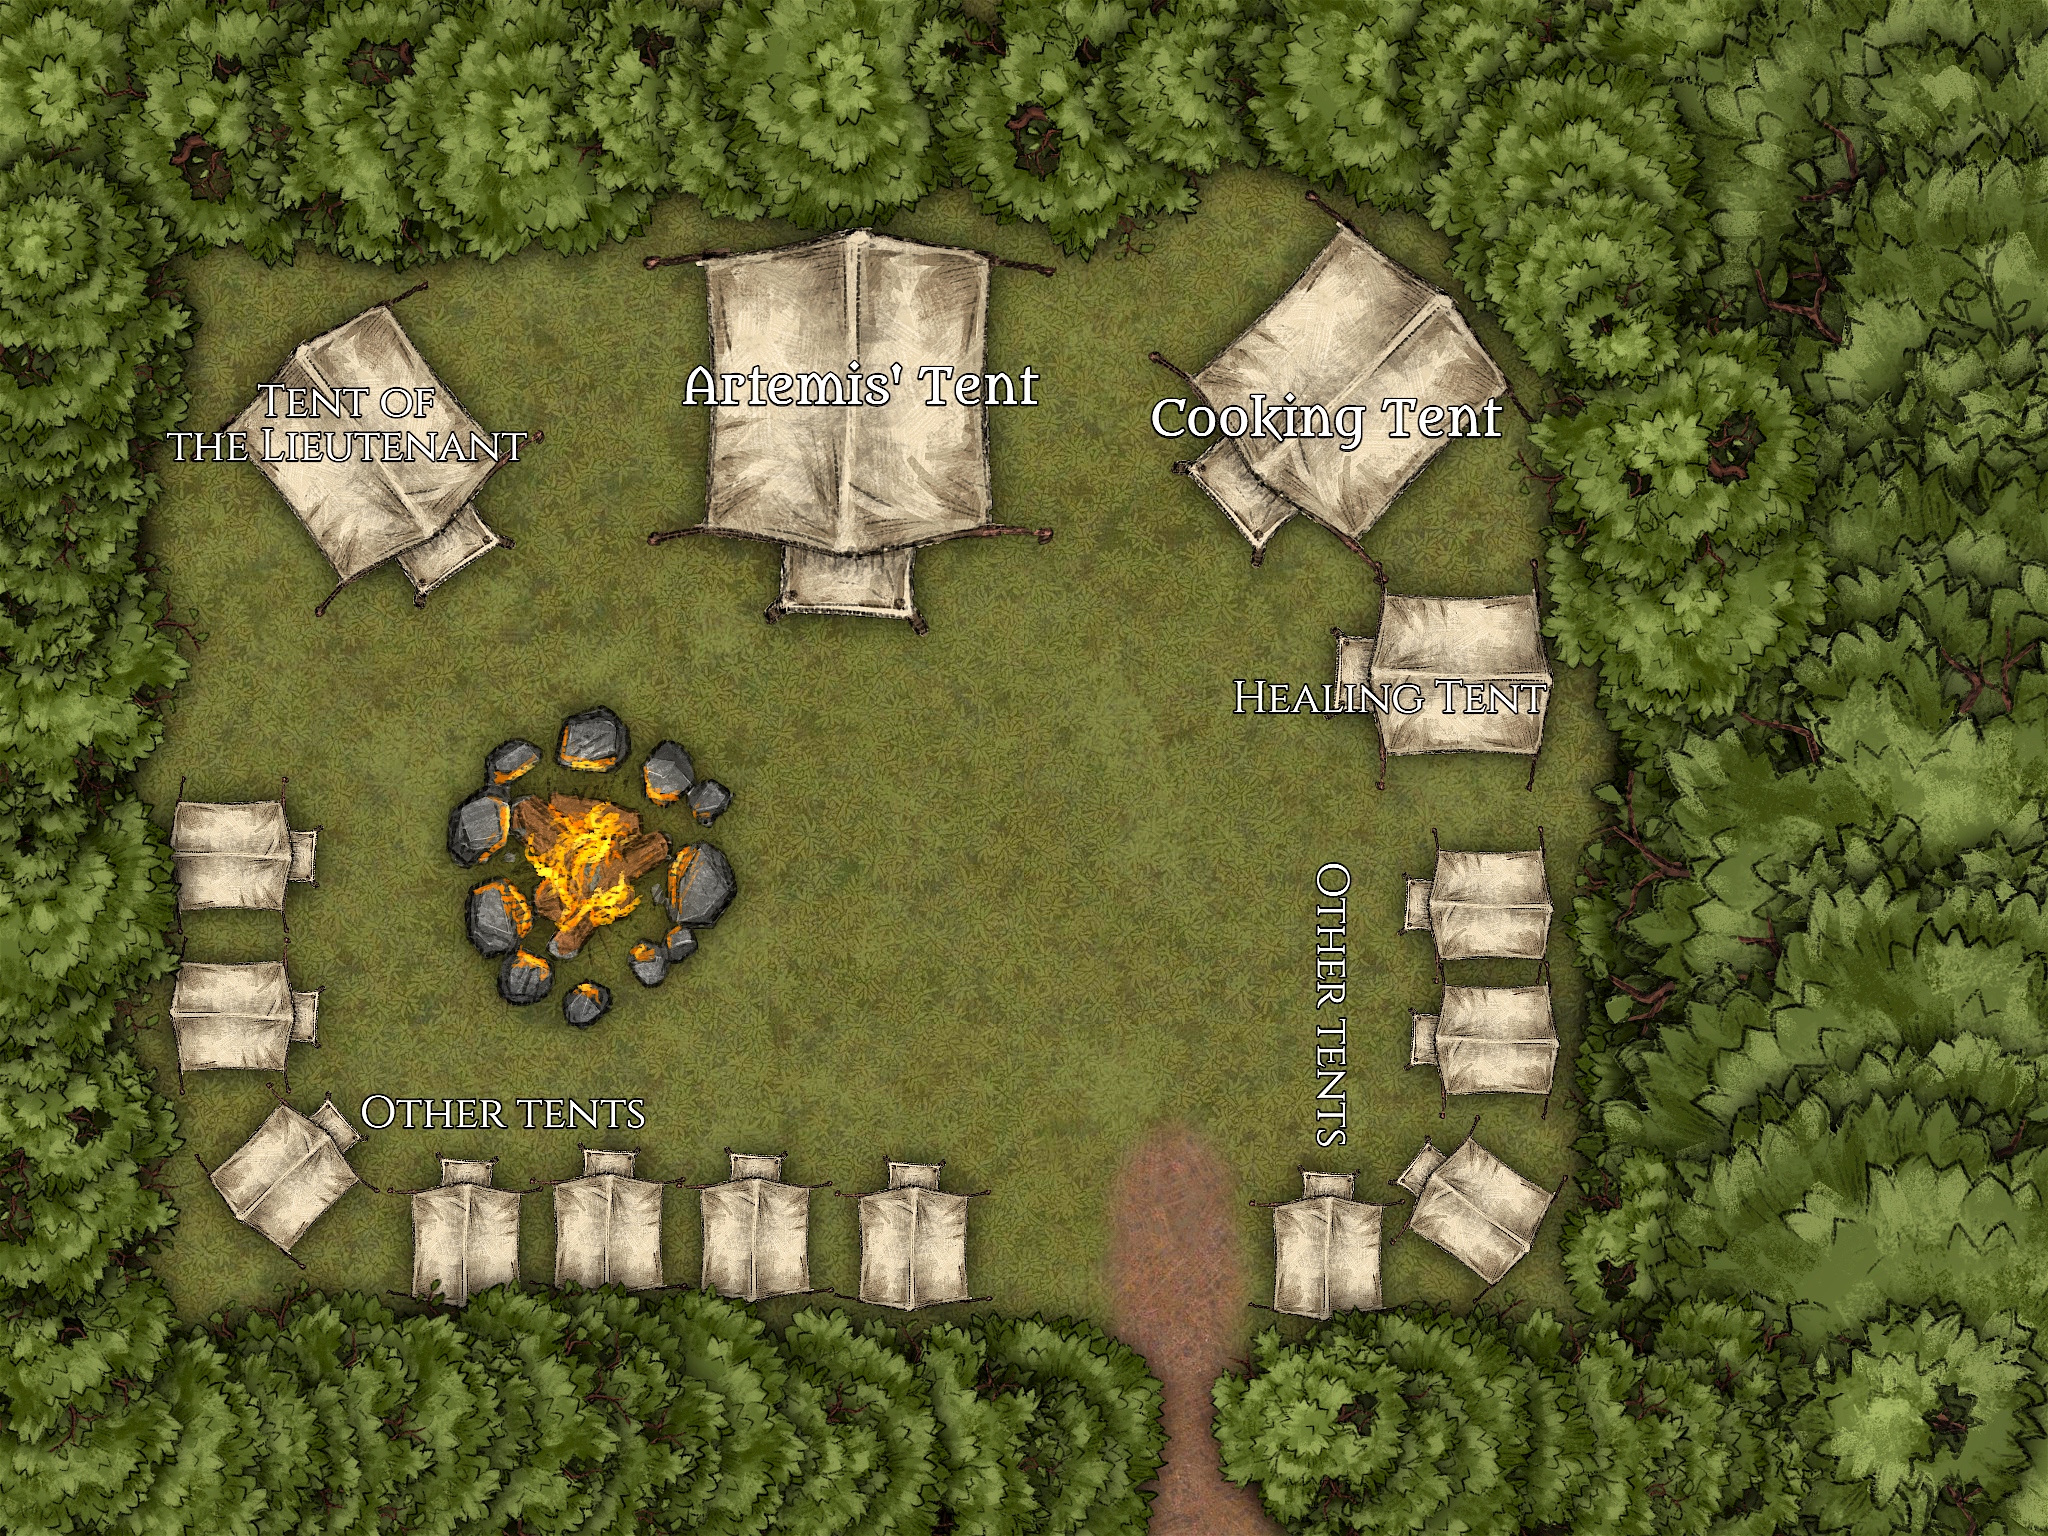 Artemis' Tent
Tent of
the Lieutenant
Cooking Tent
Healing Tent
Other tents
Other tents